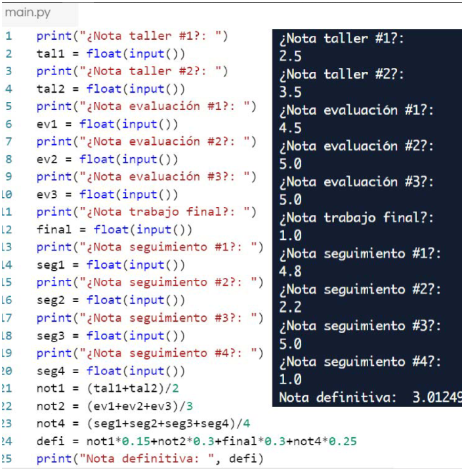 main.py
1 print("¿Nota taller #1?: ")
2 tal1 = float(input())
3 print("¿Nota taller #2?: ")
4 tal2 = float(input())
5 print("¿Nota evaluación #1?: ")
6 ev1 = float(input())
7 print("¿Nota evaluación #2?: ")
8 ev2 = float(input())
9 print("¿Nota evaluación #3?: ")
10 ev3 = float(input())
11 print("¿Nota trabajo final?: ")
12 final = float(input())
13 print("¿Nota seguimiento #1?: ")
14 seg1 = float(input())
15 print("¿Nota seguimiento #2?: ")
16 seg2 = float(input())
17 print("¿Nota seguimiento #3?: ")
18 seg3 = float(input())
19 print("¿Nota seguimiento #4?: ")
20 seg4 = float(input())
21 not1 = (tal1+tal2)/2
22 not2 = (ev1+ev2+ev3)/3
23 not4 = (seg1+seg2+seg3+seg4)/4
24 defi = not1*0.15+not2*0.3+final*0.3+not4*0.25
25 print("Nota definitiva: ", defi)
¿Nota taller #1?:
2.5
¿Nota taller #2?:
3.5
¿Nota evaluación #1?:
4.5
¿Nota evaluación #2?:
5.0
¿Nota evaluación #3?:
5.0
¿Nota trabajo final?:
1.0
¿Nota seguimiento #1?:
4.8
¿Nota seguimiento #2?:
2.2
¿Nota seguimiento #3?:
5.0
¿Nota seguimiento #4?:
1.0
Nota definitiva: 3.01249